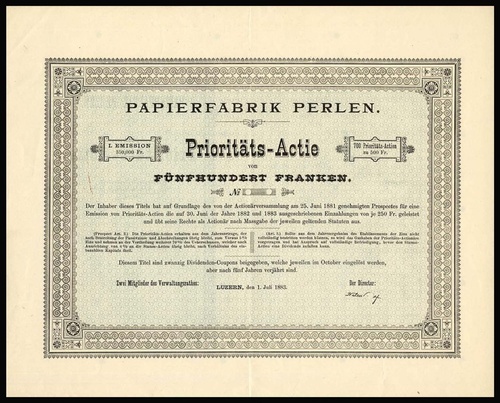 PAPIERFABRIK PERLEN.
I. EMISSION
350,000 Fr.
Prioritäts-Actie
700 Prioritäts-Actien
zu 500 Fr.
von
FÜNFHUNDERT FRANKEN.
No
Der Inhaber dieses Titels hat auf Grundlage des von der Actionärversammlung am 25. Juni 1881 genehmigten Prospectes für eine
Emission von Prioritäts-Actien die auf 30. Juni der Jahre 1882 und 1883 ausgeschriebenen Einzahlungen von je 250 Fr. geleistet
und übt seine Rechte als Actionär nach Massgabe der jeweilen geltenden Statuten aus.
Diesem Titel sind zwanzig Dividenden-Coupons beigegeben, welche jeweilen im October eingelöst werden,
aber nach fünf Jahren verjährt sind.
Zwei Mitglieder des Verwaltungsrathes:
LUZERN, den 1. Juli 1883.
Der Director: